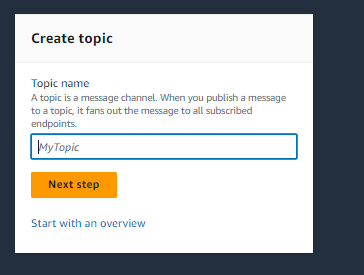 Create topic
Topic name
A topic is a message channel. When you publish a message
to a topic, it fans out the message to all subscribed
endpoints.
MyTopic
Next step
Start with an overview